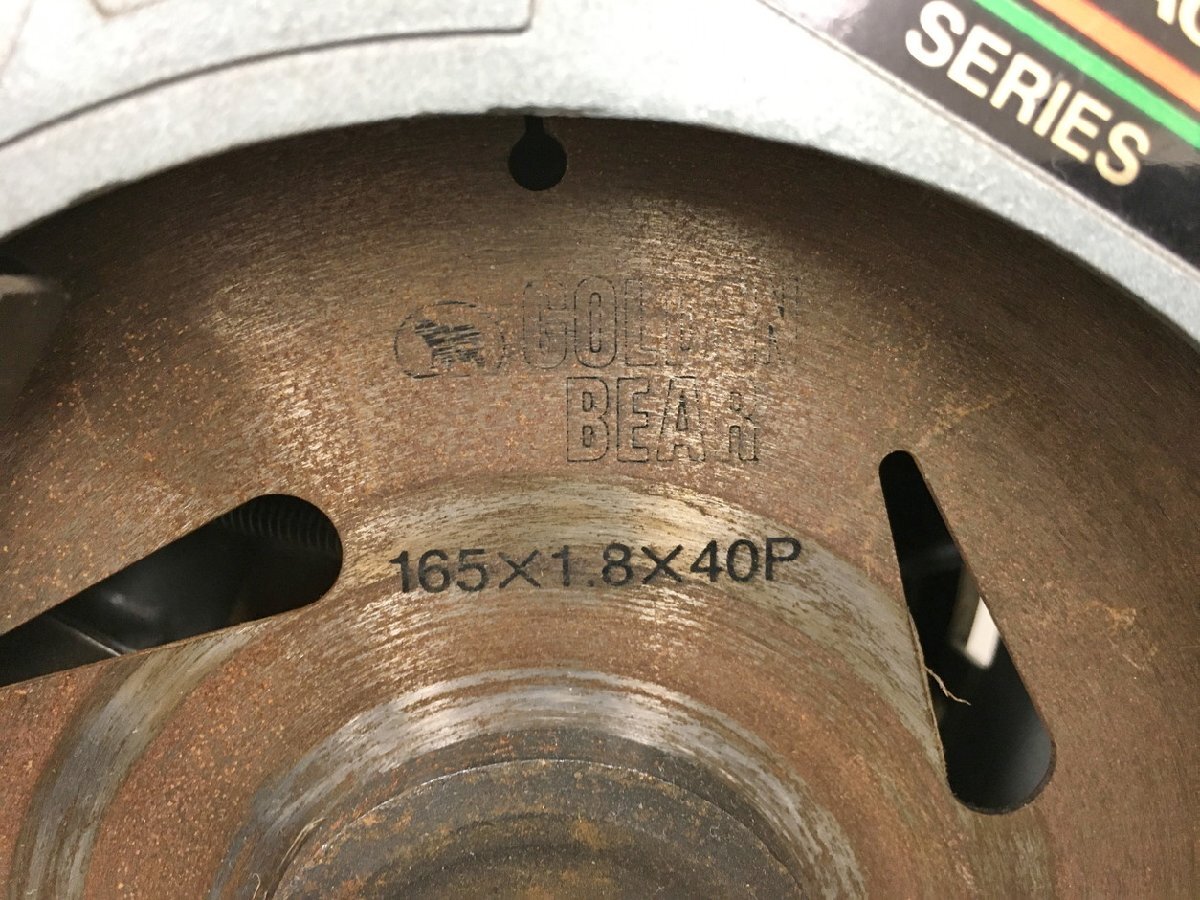 SERIES
GOLDEN
BEAR
165×1.8×40P